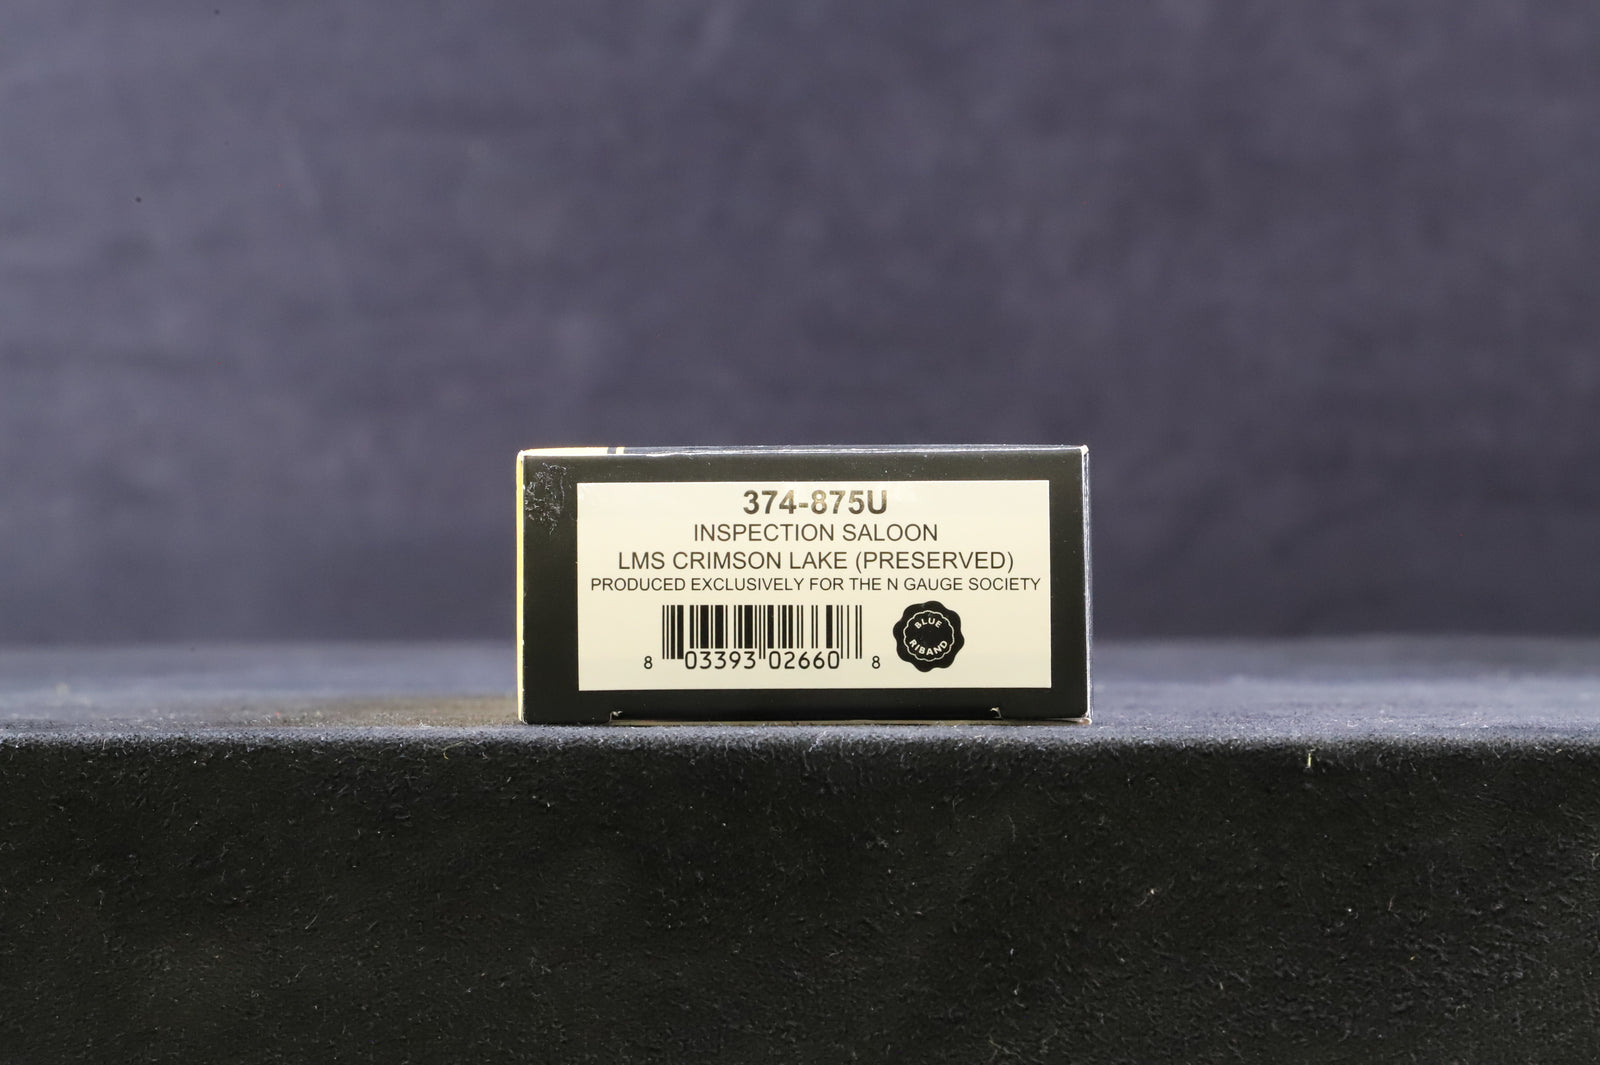 374-875U
INSPECTION SALOON
LMS CRIMSON LAKE (PRESERVED)
PRODUCED EXCLUSIVELY FOR THE N GAUGE SOCIETY
8 03393 02660 8
BLUE
RIBAND